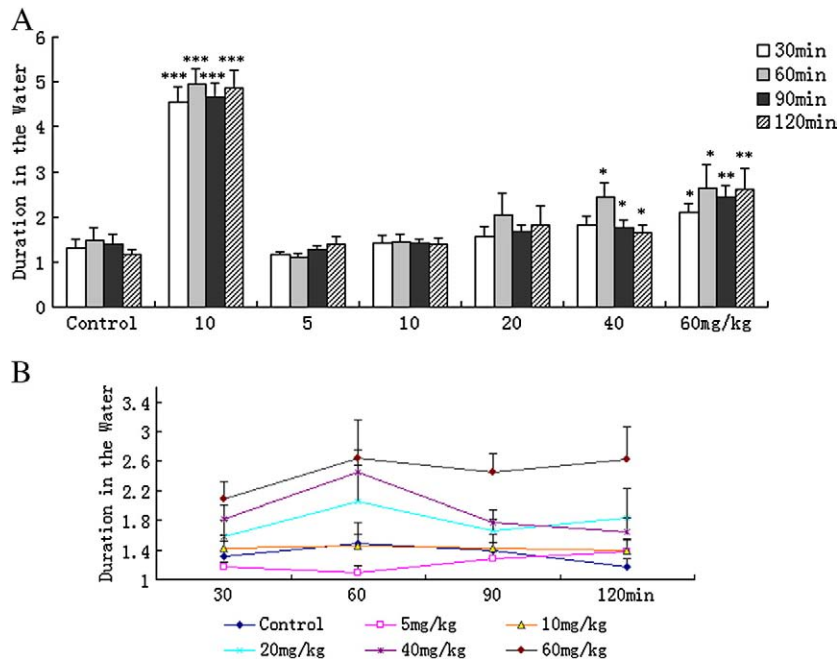 A
Duration in the Water
6
5
4
3
2
1
0
*** *** *** ***
* * *
* * ** **
30min
60min
90min
120min
Control 10 5 10 20 40 60mg/kg
B
Duration in the Water
3.4
3
2.6
2.2
1.8
1.4
1
30 60 90 120min
Control 5mg/kg 10mg/kg
20mg/kg 40mg/kg 60mg/kg